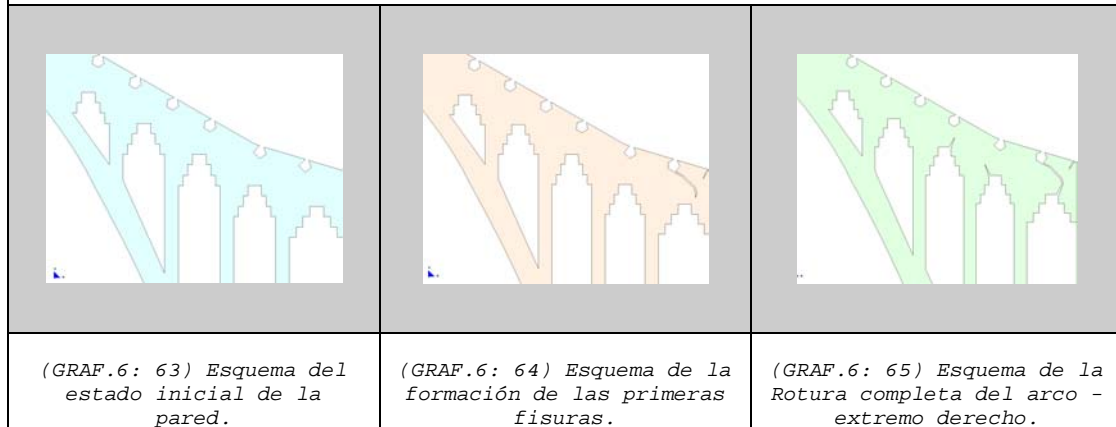 (GRAF.6: 63) Esquema del
estado inicial de la
pared.
(GRAF.6: 64) Esquema de la
formación de las primeras
fisuras.
(GRAF.6: 65) Esquema de la
Rotura completa del arco -
extremo derecho.